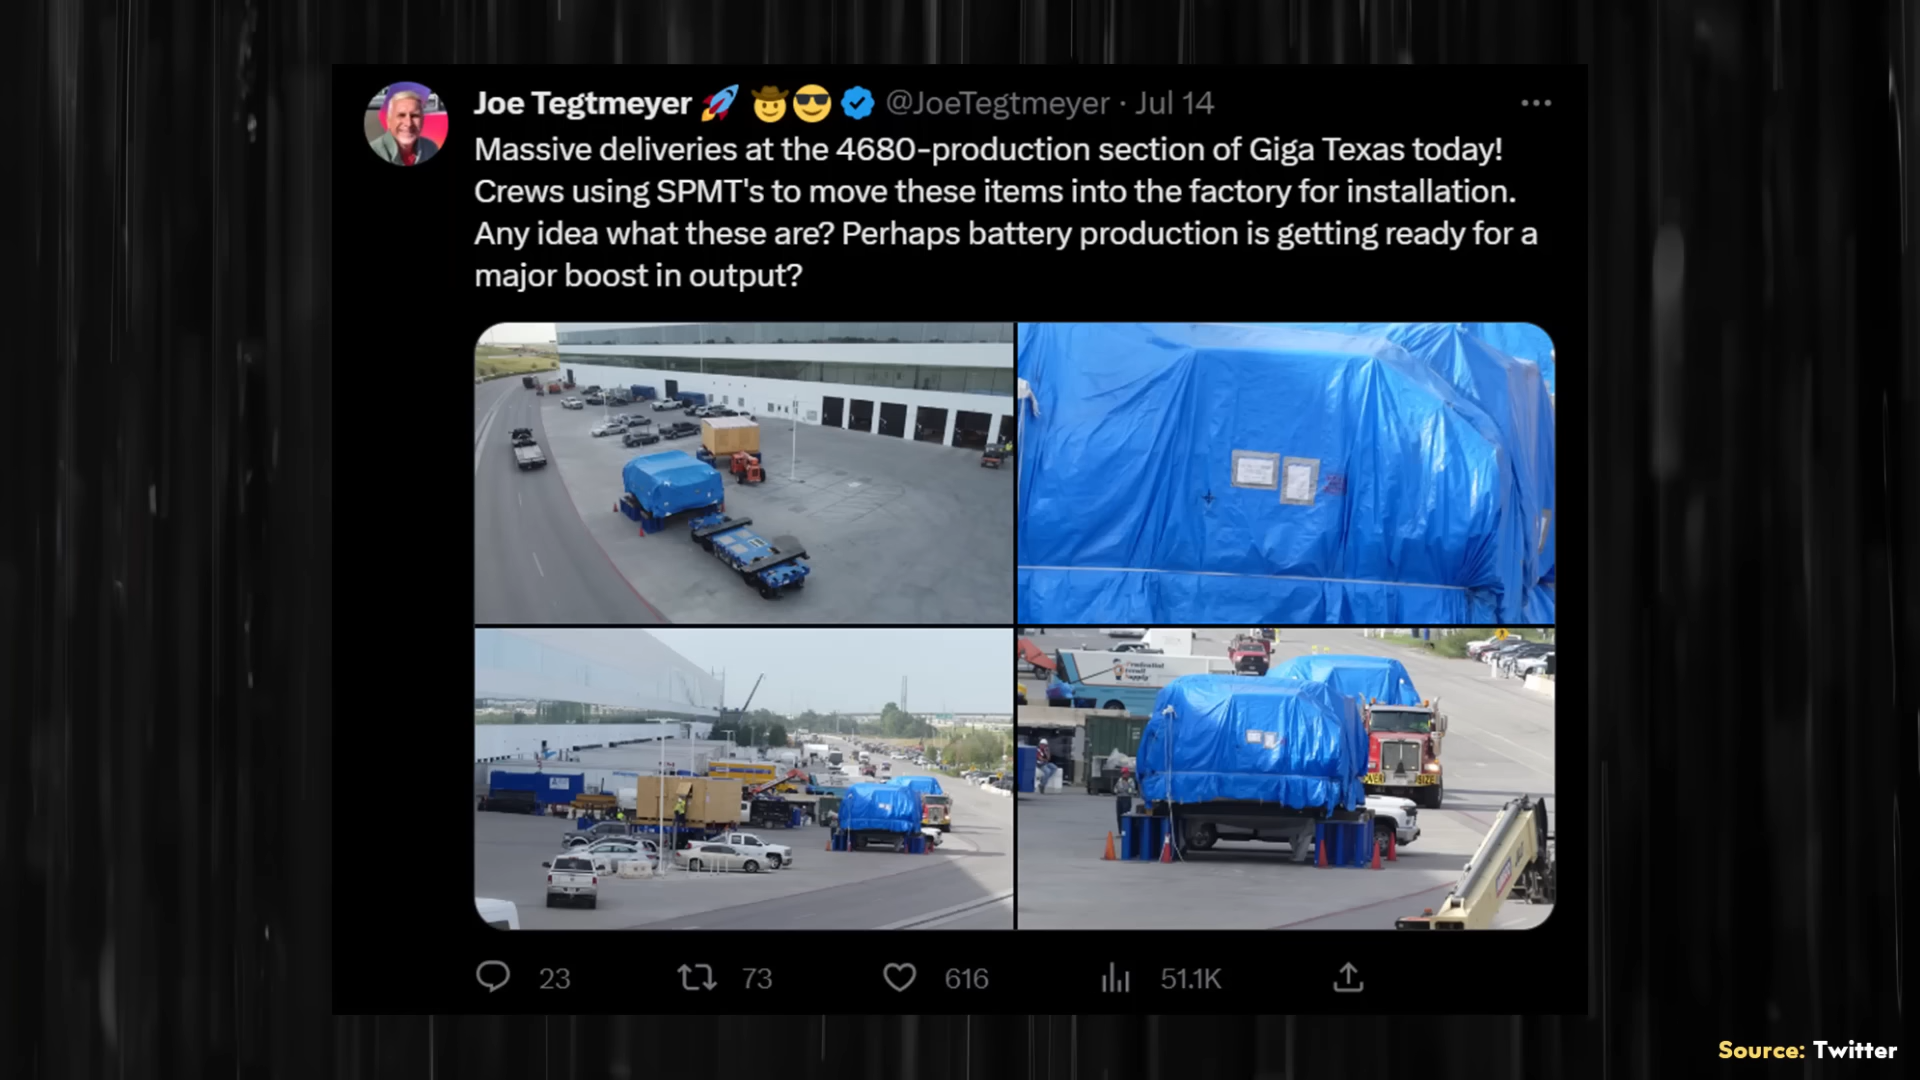 Joe Tegtmeyer 🚀 🤠😎 @JoeTegtmeyer · Jul 14
Massive deliveries at the 4680-production section of Giga Texas today!
Crews using SPMT's to move these items into the factory for installation.
Any idea what these are? Perhaps battery production is getting ready for a
major boost in output?
OVER SIZE
23 73 616 51.1K
Source: Twitter